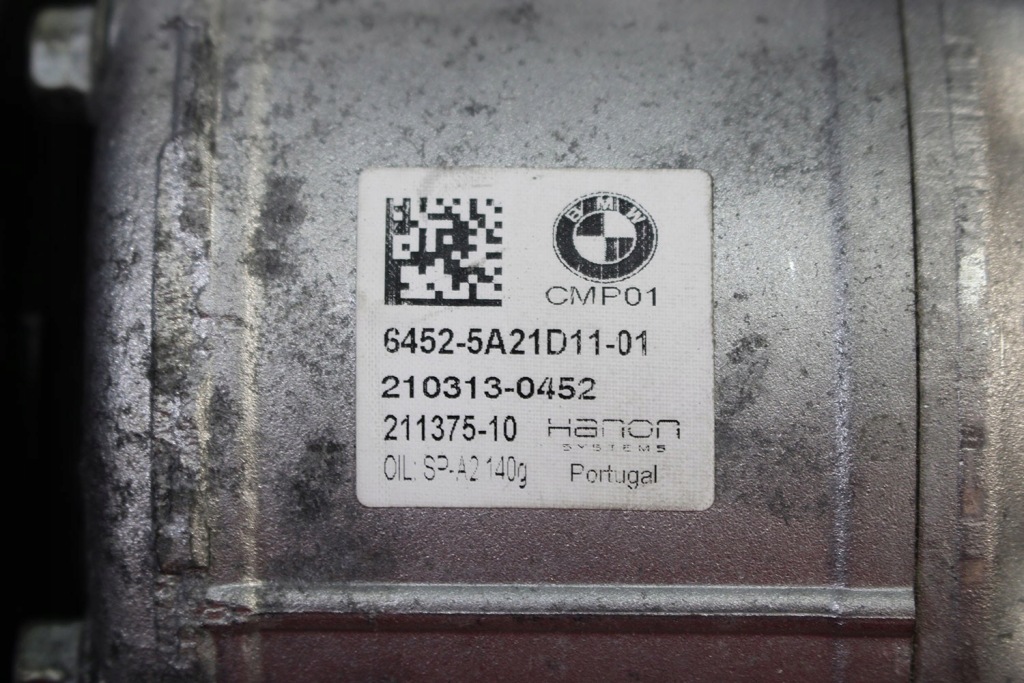 BMW
CMP01
6452-5A21D11-01
210313-0452
211375-10
Hanon
SYSTEMS
OIL: SP-A2 140g
Portugal